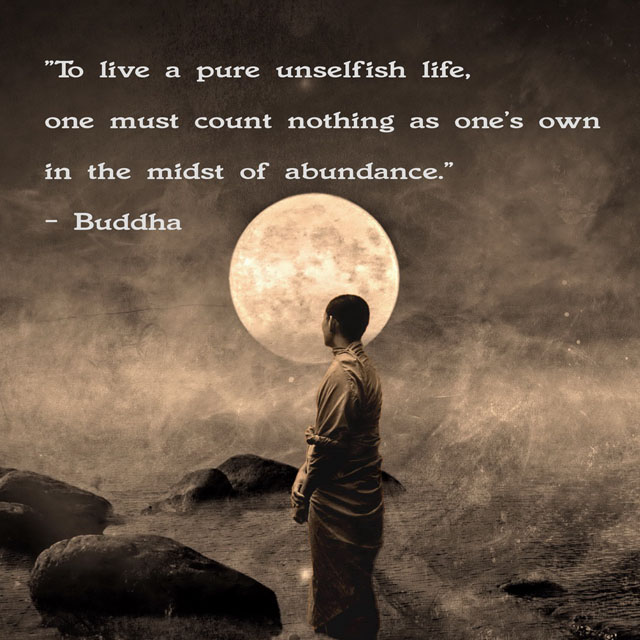 "To live a pure unselfish life,
one must count nothing as one's own
in the midst of abundance."
- Buddha